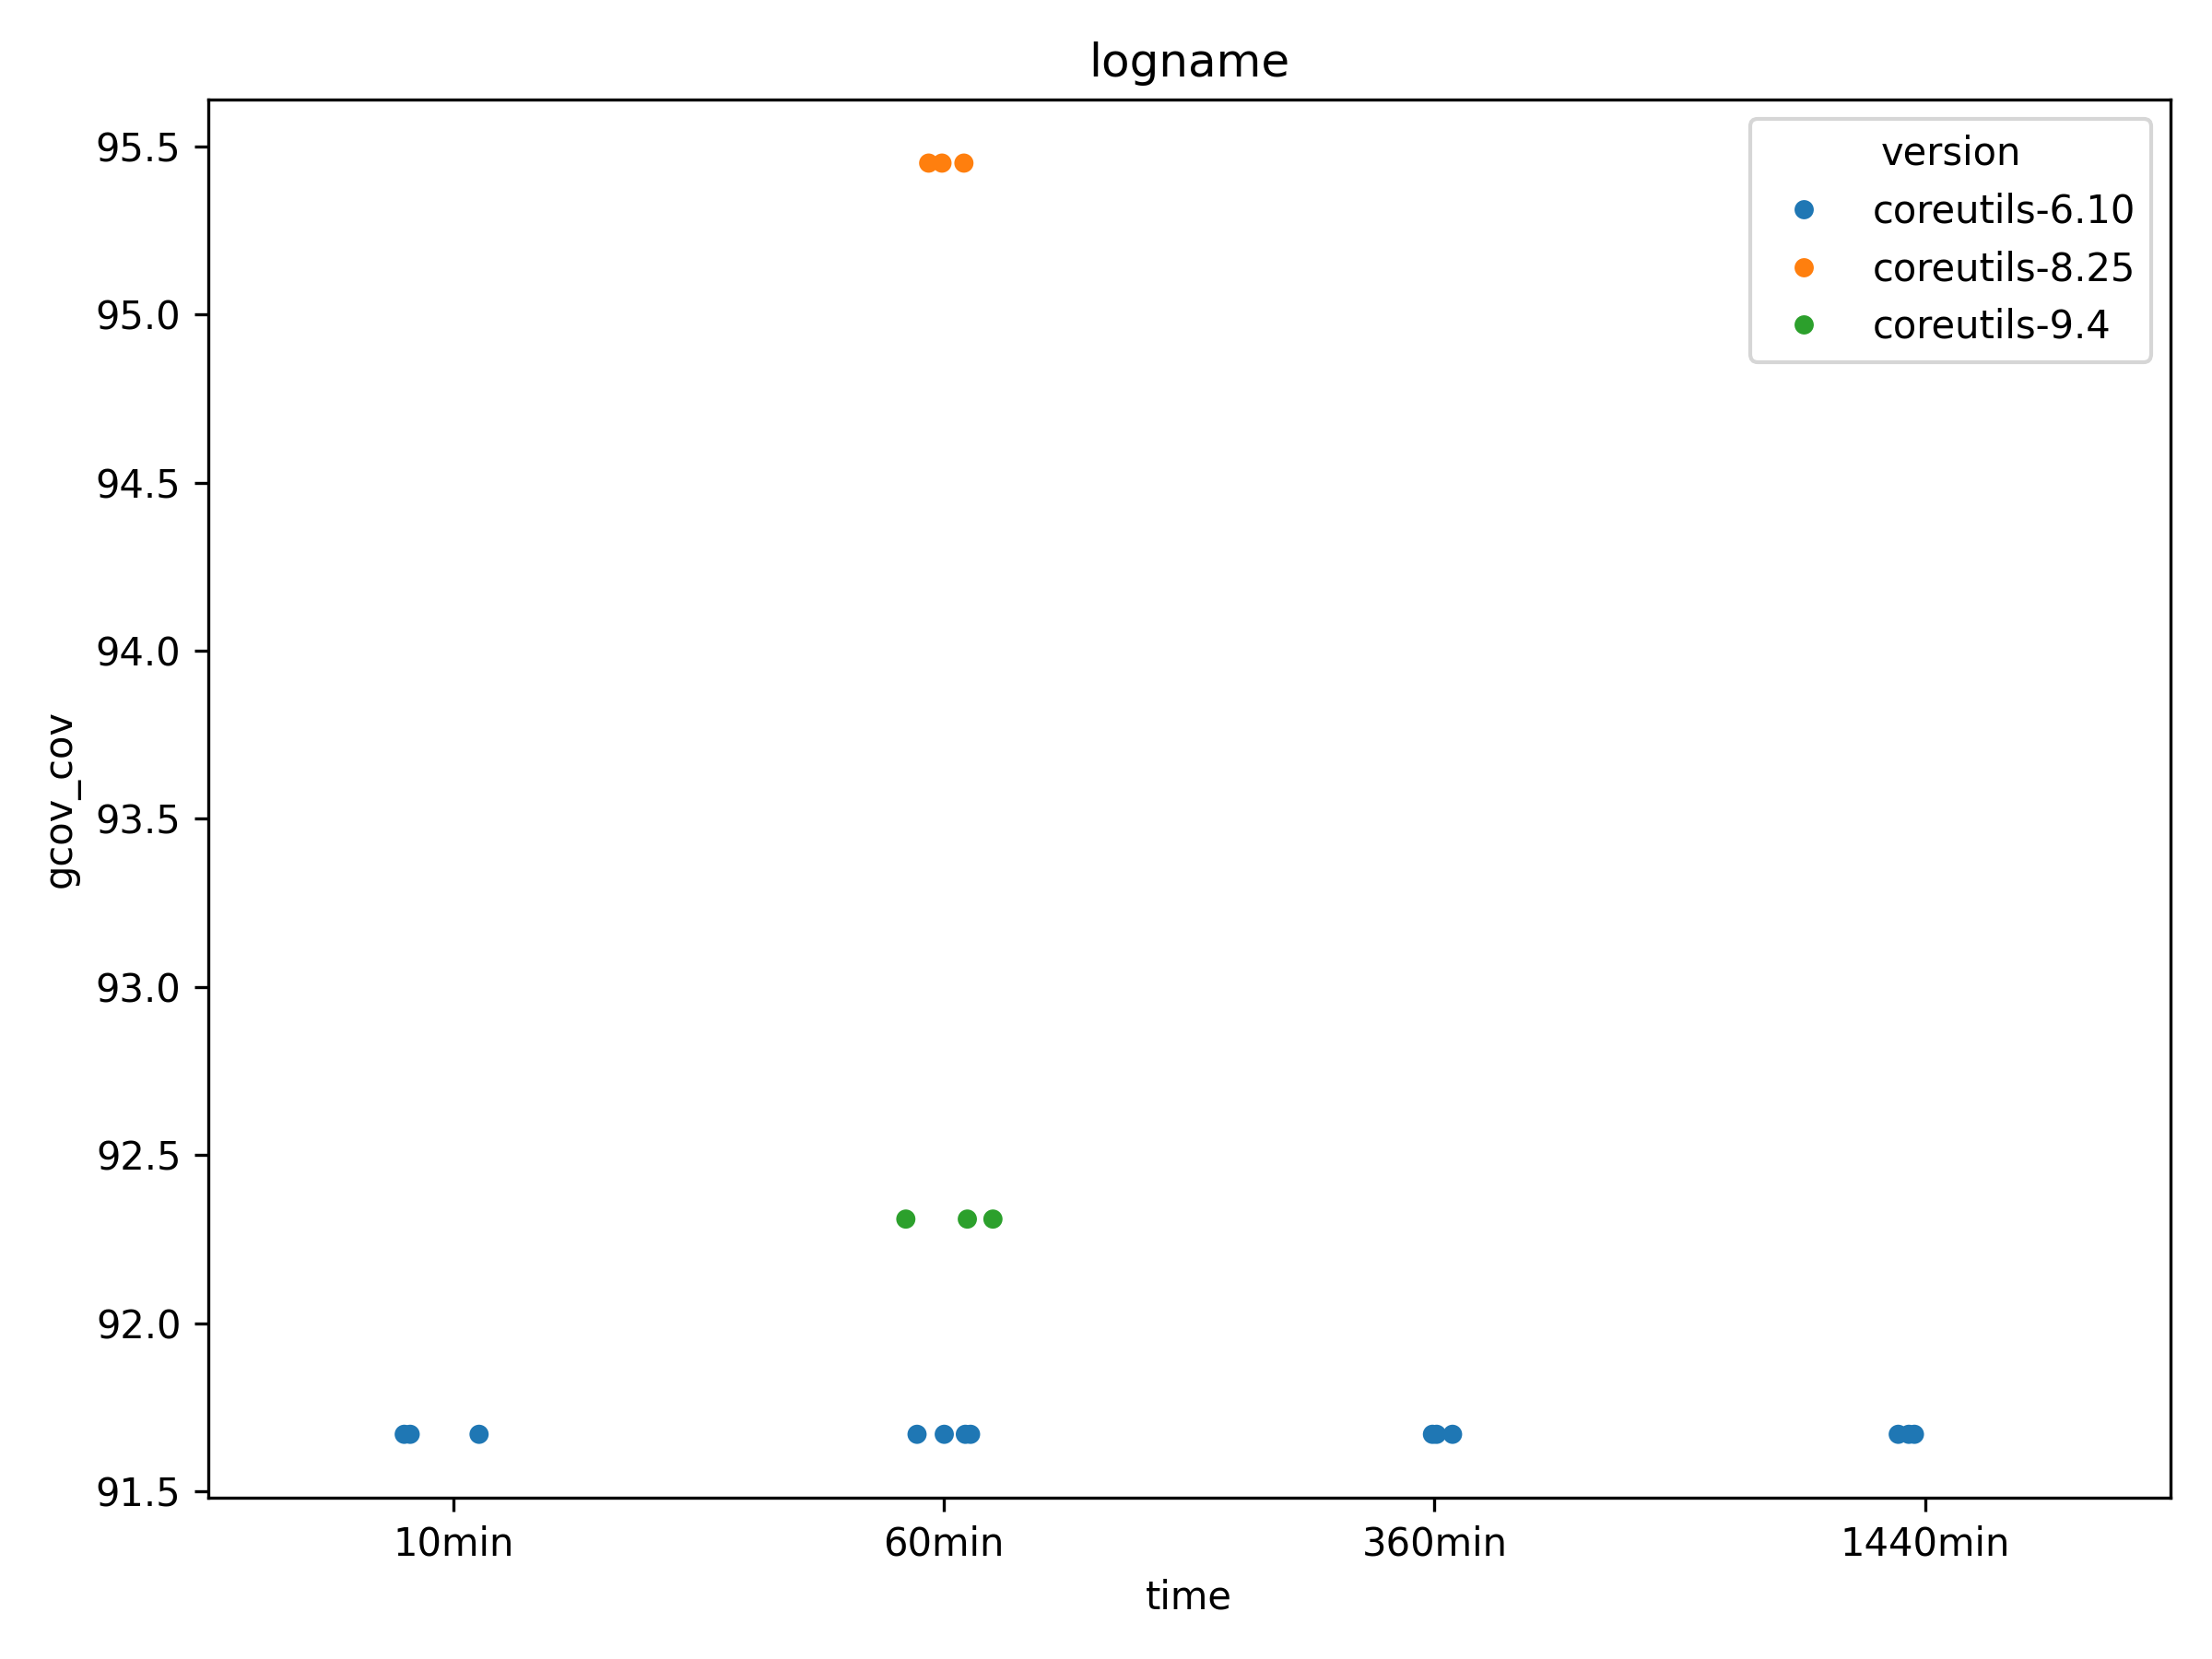 logname
version
coreutils-6.10
coreutils-8.25
coreutils-9.4
gcov_cov
95.5
95.0
94.5
94.0
93.5
93.0
92.5
92.0
91.5
10min 60min 360min 1440min
time